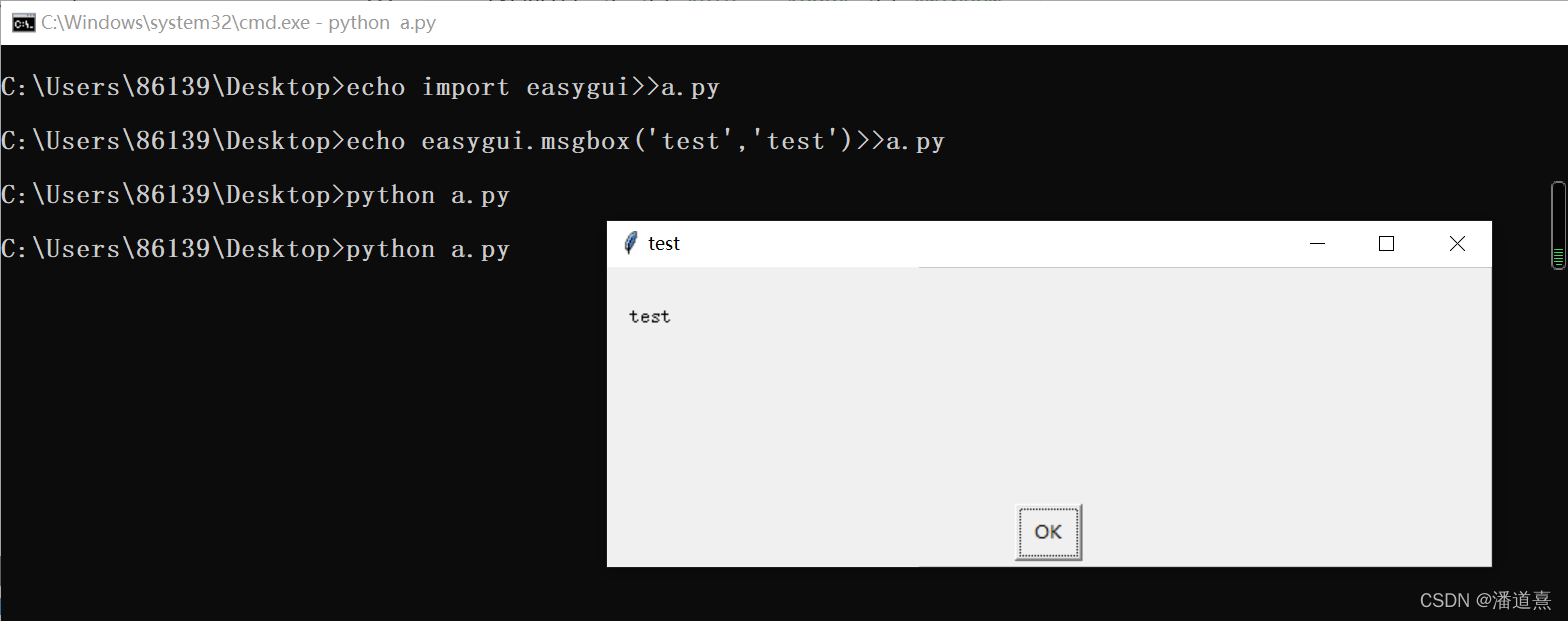 C:\Windows\system32\cmd.exe - python  a.py
C:\Users\86139\Desktop>echo import easygui>>a.py
C:\Users\86139\Desktop>echo easygui.msgbox('test','test')>>a.py
C:\Users\86139\Desktop>python a.py
C:\Users\86139\Desktop>python a.py
test
test
OK
CSDN @潘道熹